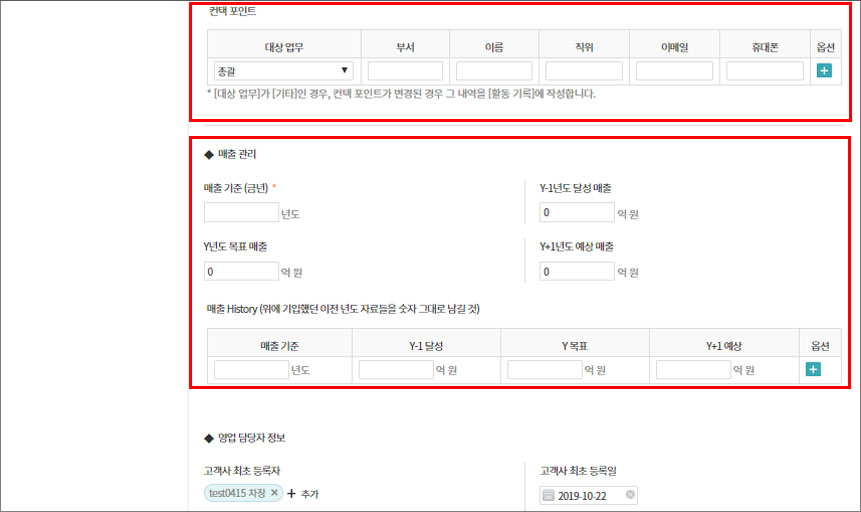 컨택 포인트
대상 업무 부서 이름 직위 이메일 휴대폰 옵션
총괄
* [대상 업무]가 [기타]인 경우, 컨택 포인트가 변경된 경우 그 내역을 [활동 기록]에 작성합니다.
◆ 매출 관리
매출 기준 (금년) * Y-1년도 달성 매출
년도 0 억 원
Y년도 목표 매출 Y+1년도 예상 매출
0 억 원 0 억 원
매출 History (위에 기입했던 이전 년도 자료들을 숫자 그대로 남길 것)
매출 기준 Y-1 달성 Y 목표 Y+1 예상 옵션
년도 억 원 억 원 억 원
◆ 영업 담당자 정보
고객사 최초 등록자 고객사 최초 등록일
test0415 차장 × + 추가 2019-10-22